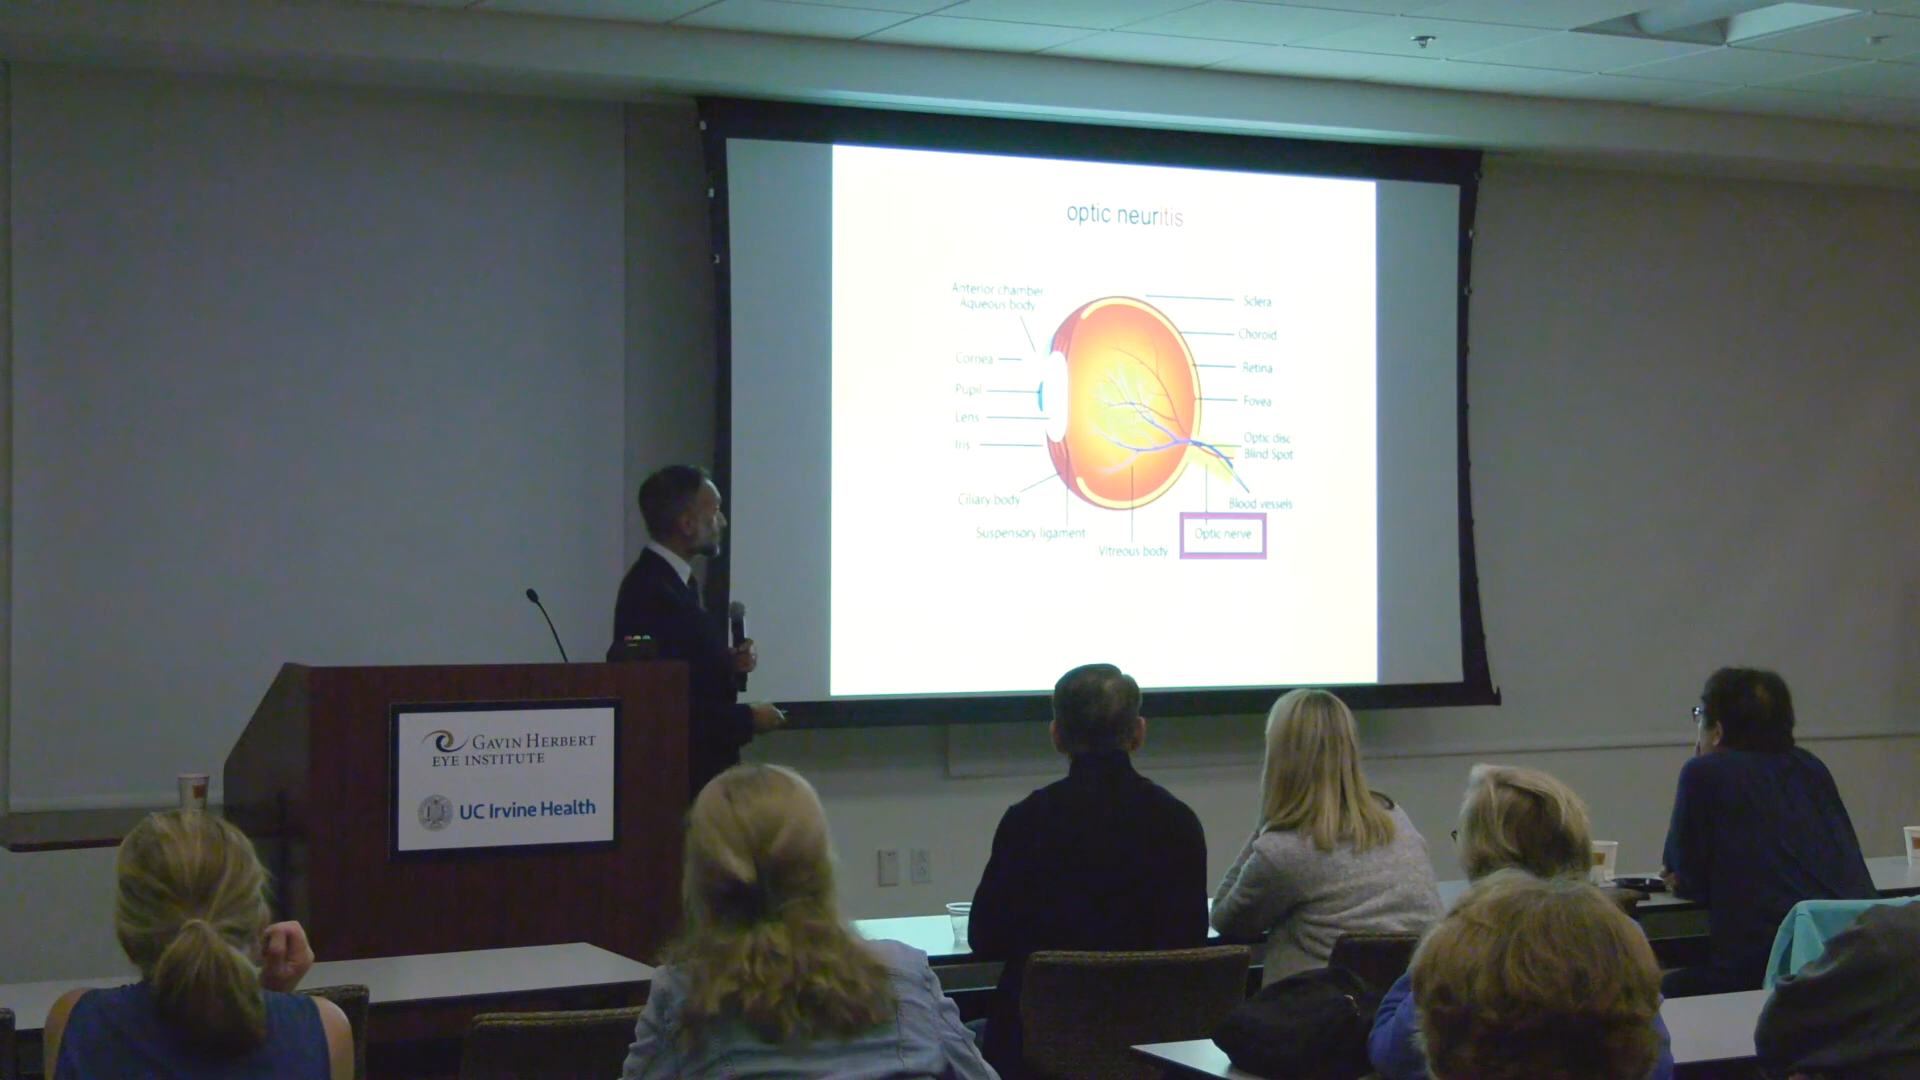 optic neuritis
Anterior chamber
Aqueous body
Cornea
Pupil
Lens
Iris
Ciliary body
Suspensory ligament
Vitreous body
Sclera
Choroid
Retina
Fovea
Optic disc
Blind Spot
Blood vessels
Optic nerve
GAVIN HERBERT
EYE INSTITUTE
UC Irvine Health